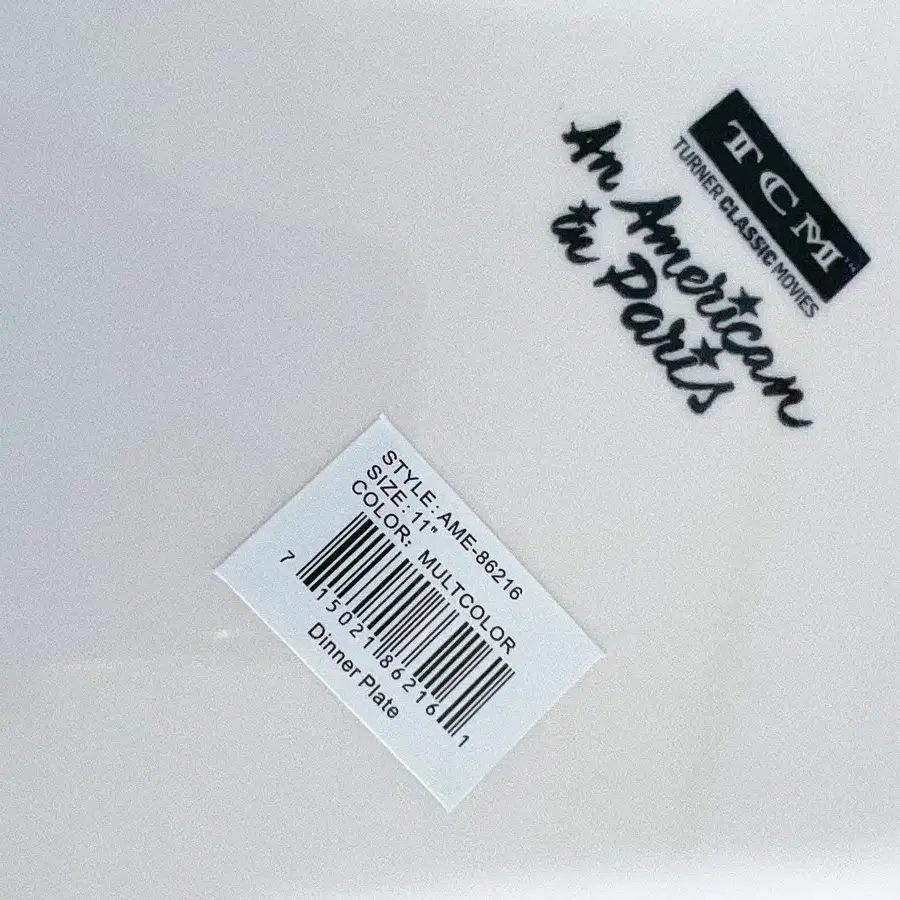 TCM™
TURNER CLASSIC MOVIES
An American
in Paris
STYLE: AME-86216
SIZE: 11"
COLOR: MULTCOLOR
7 15021 86216 1
Dinner Plate